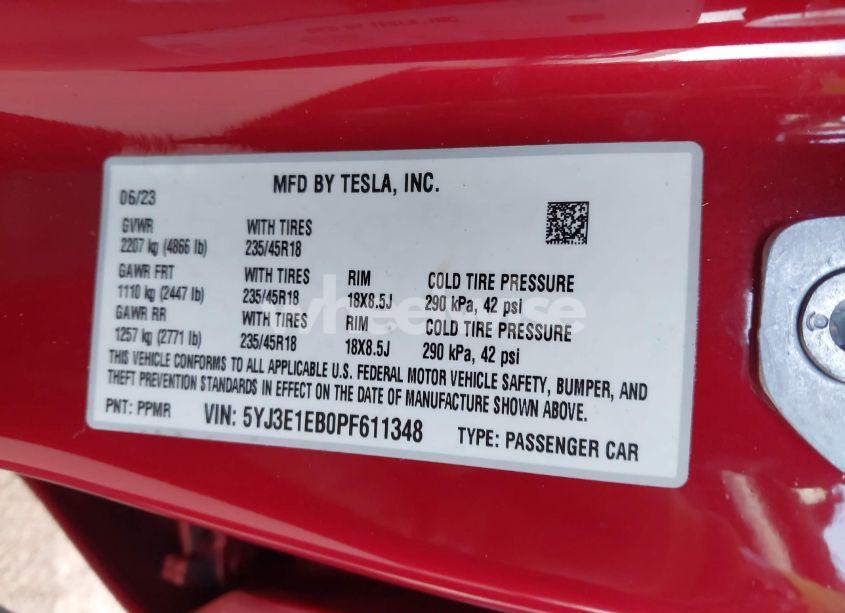 MFD BY TESLA, INC.
06/23
GVWR WITH TIRES
2207 kg (4866 lb) 235/45R18
GAWR FRT WITH TIRES RIM COLD TIRE PRESSURE
1110 kg (2447 lb) 235/45R18 18X8.5J 290 kPa, 42 psi
GAWR RR WITH TIRES RIM COLD TIRE PRESSURE
1257 kg (2771 lb) 235/45R18 18X8.5J 290 kPa, 42 psi
THIS VEHICLE CONFORMS TO ALL APPLICABLE U.S. FEDERAL MOTOR VEHICLE SAFETY, BUMPER, AND
THEFT PREVENTION STANDARDS IN EFFECT ON THE DATE OF MANUFACTURE SHOWN ABOVE.
PNT: PPMR VIN: 5YJ3E1EB0PF611348 TYPE: PASSENGER CAR